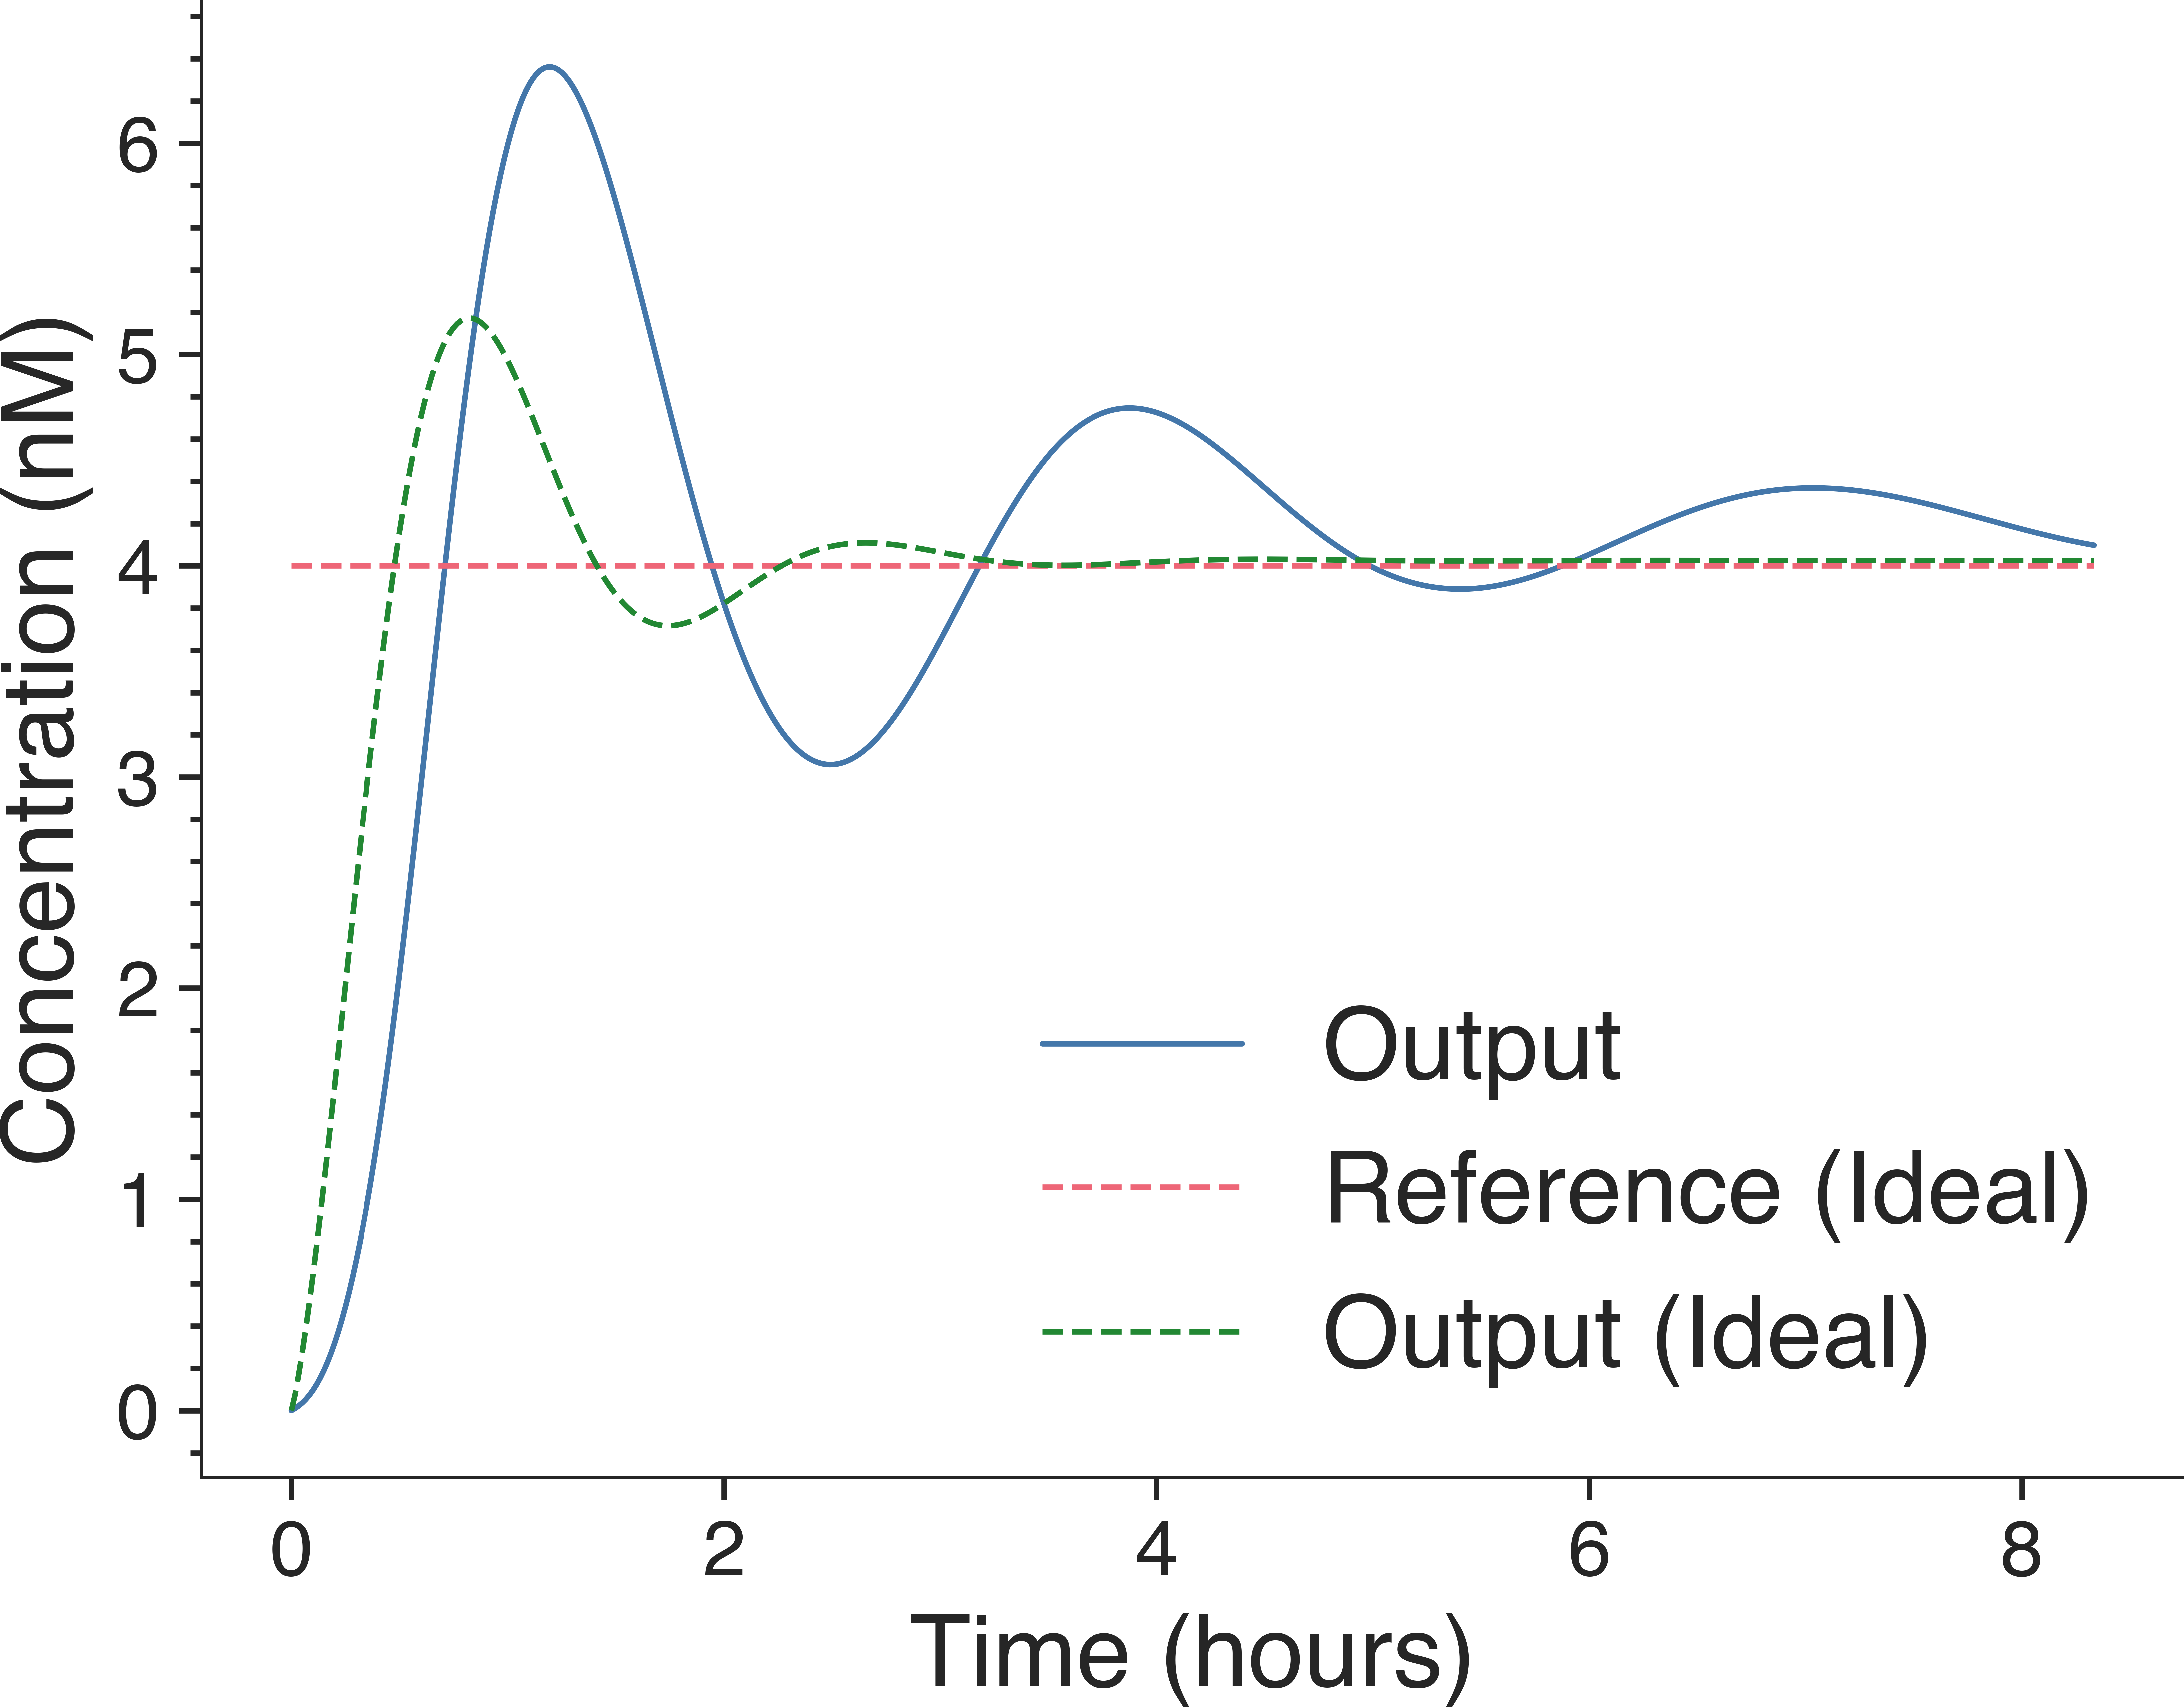 Concentration (nM)
6
5
4
3
2
1
0
Output
Reference (Ideal)
Output (Ideal)
0 2 4 6 8
Time (hours)